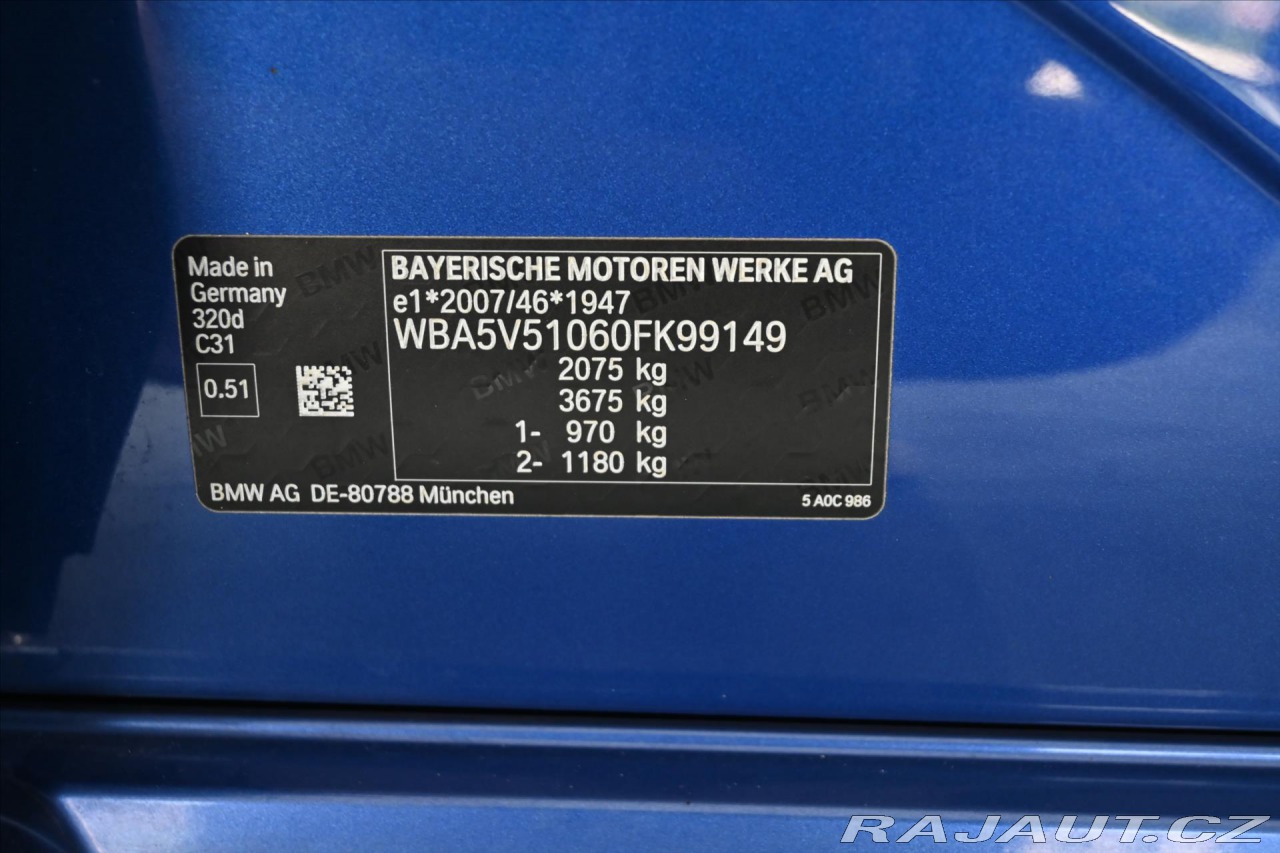 Made in
Germany
320d
C31
0.51
BAYERISCHE MOTOREN WERKE AG
e1*2007/46*1947
WBA5V51060FK99149
2075 kg
3675 kg
1- 970 kg
2- 1180 kg
BMW AG DE-80788 München
5 A0C 986
RAJAUT.CZ